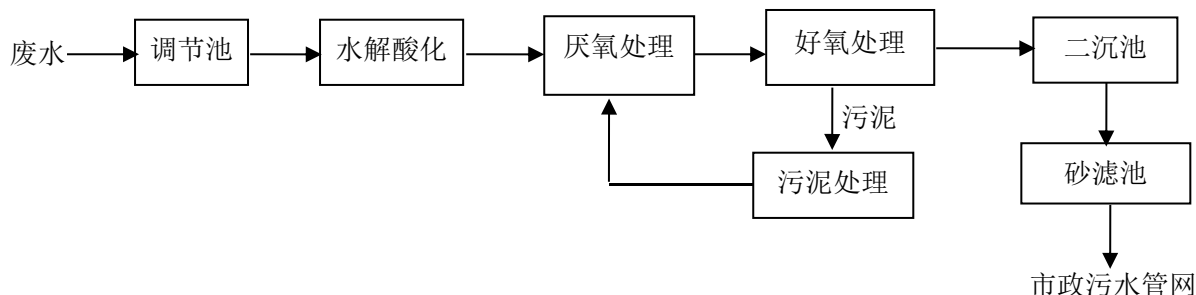 废水
调节池
水解酸化
厌氧处理
好氧处理
二沉池
污泥
污泥处理
砂滤池
市政污水管网